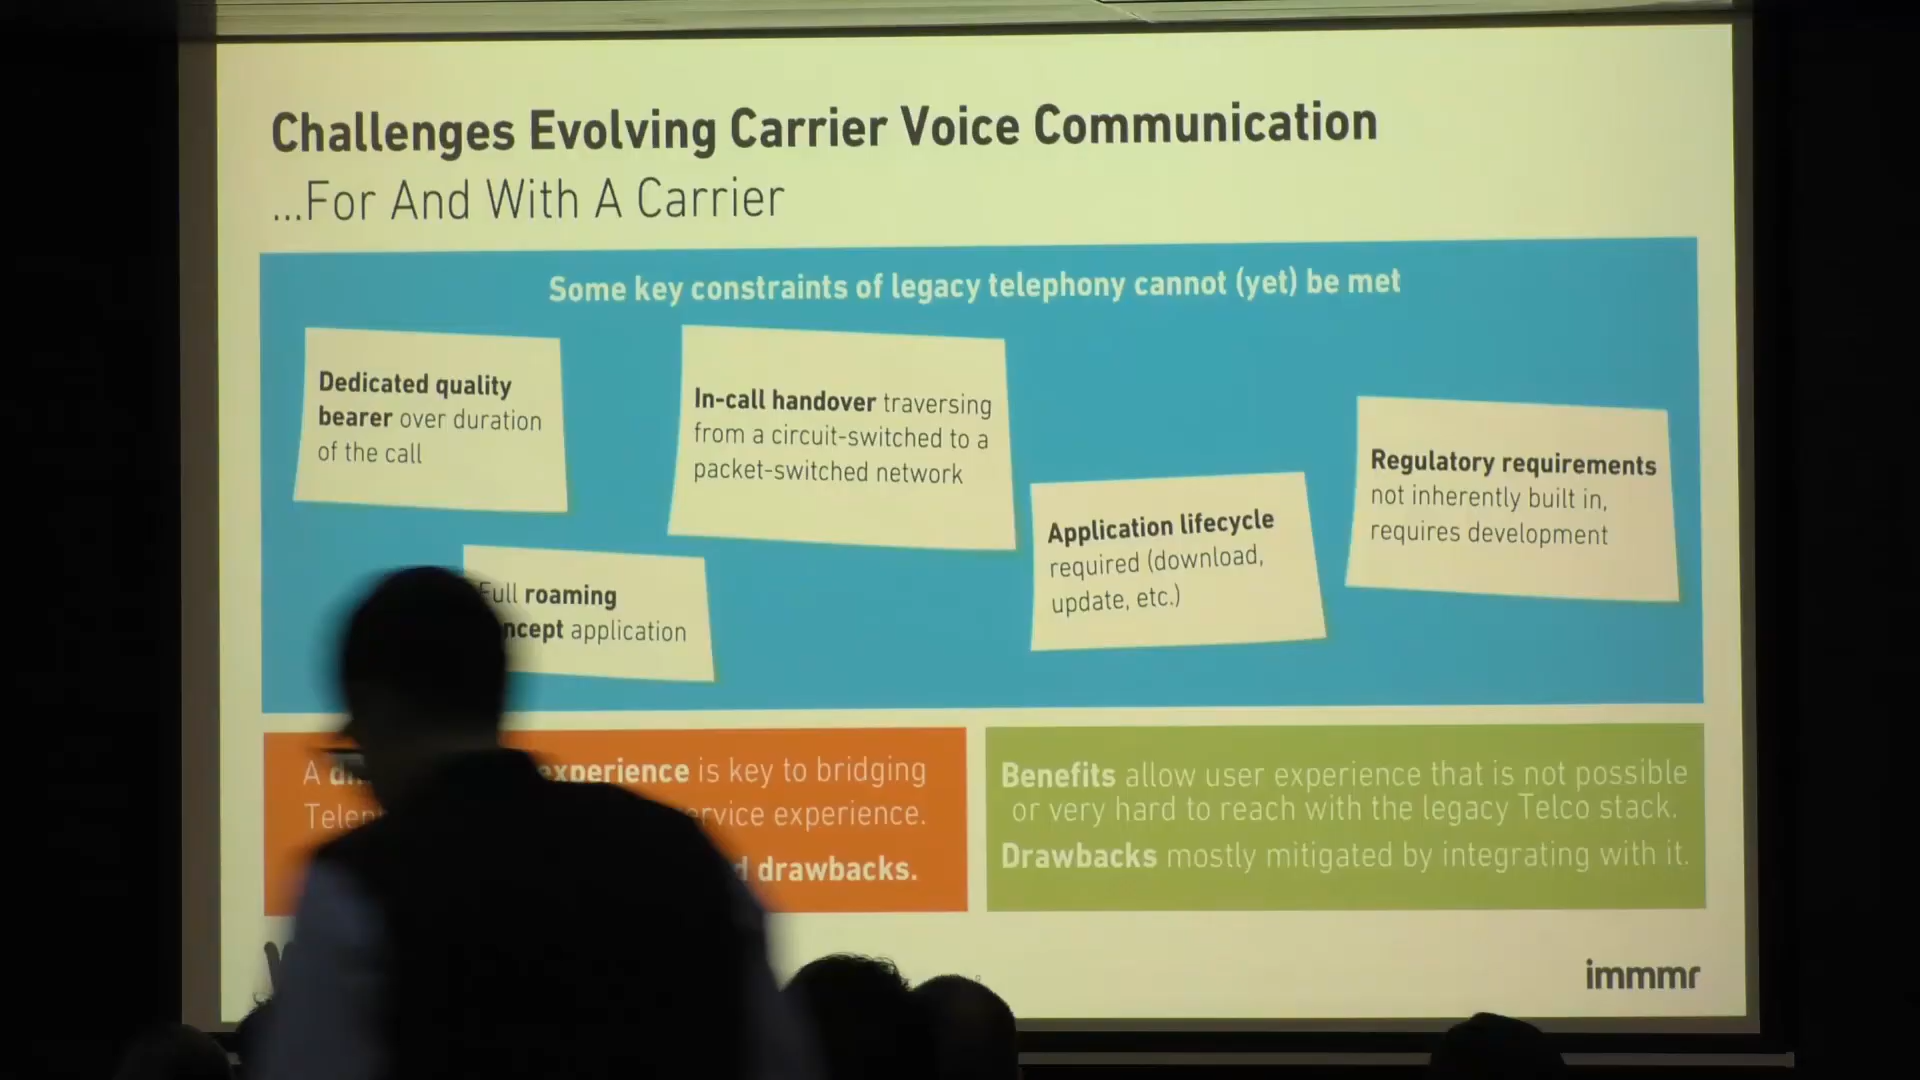 Challenges Evolving Carrier Voice Communication
...For And With A Carrier
Some key constraints of legacy telephony cannot (yet) be met
Dedicated quality
bearer over duration
of the call
In-call handover traversing
from a circuit-switched to a
packet-switched network
Regulatory requirements
not inherently built in,
requires development
Application lifecycle
required (download,
update, etc.)
Full roaming
application
A experience is key to bridging
experience.
drawbacks.
Benefits allow user experience that is not possible
or very hard to reach with the legacy Telco stack.
Drawbacks mostly mitigated by integrating with it.
immmr